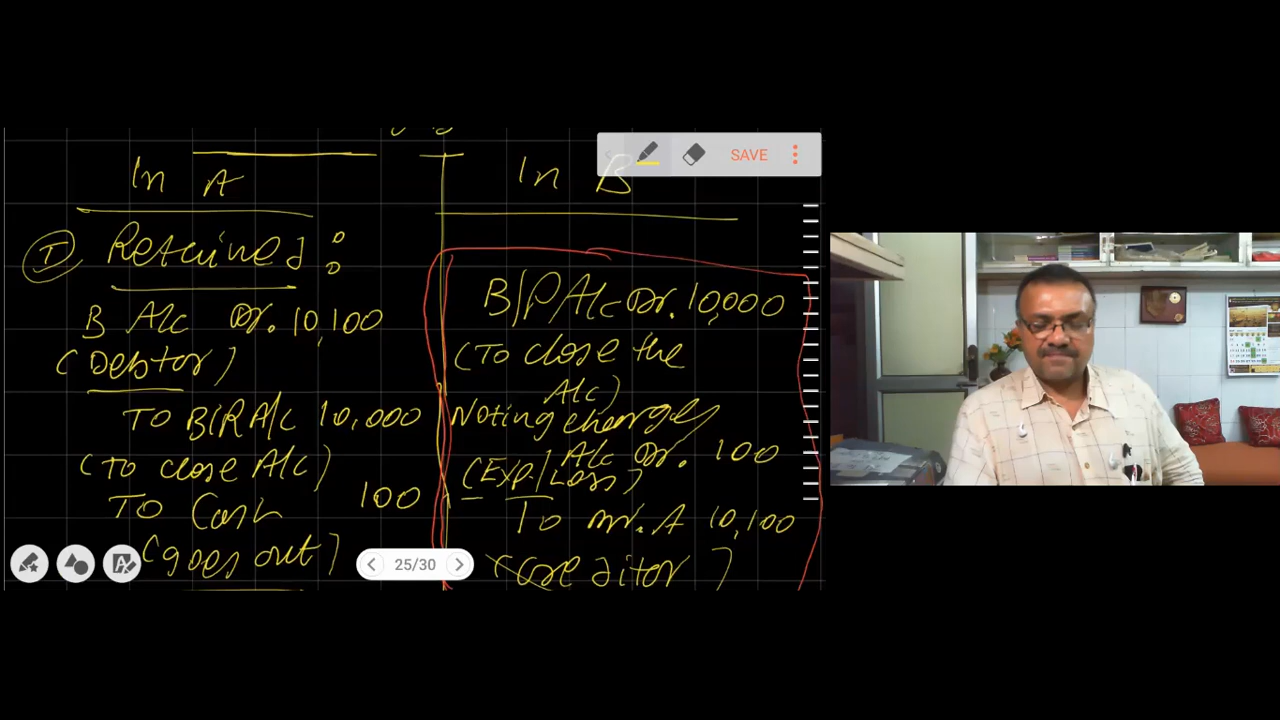 In A
I Retained :
B A/c Dr. 10,100
(Debtor)
To B/R A/c 10,000
(To close A/c)
To Cash 100
(goes out)
In B
B/P A/c Dr. 10,000
(To close the
A/c)
Noting charges
A/c Dr. 100
(Exp./Loss)
To Mr. A 10,100
(Creditor)
SAVE
25/30